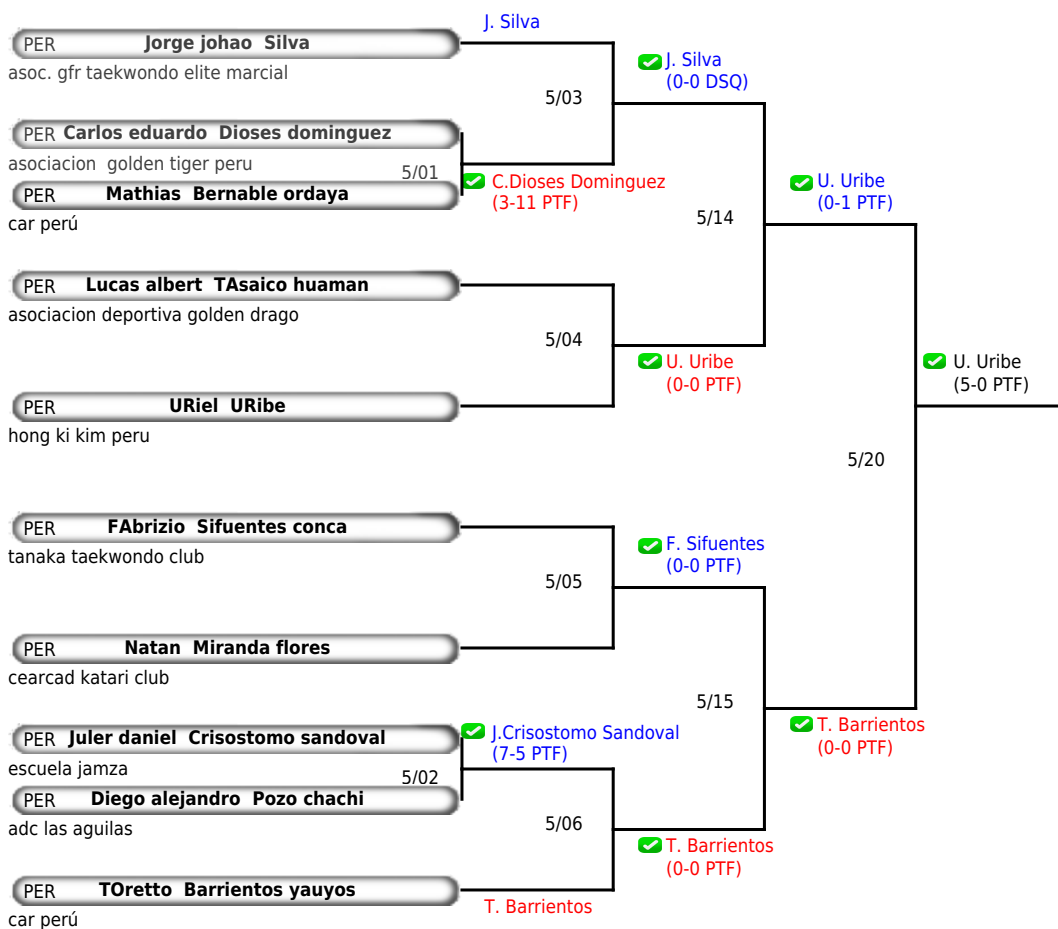 J. Silva
PER Jorge johao Silva
asoc. gfr taekwondo elite marcial
J. Silva
(0-0 DSQ)
5/03
PER Carlos eduardo Dioses dominguez
asociacion golden tiger peru
5/01
PER Mathias Bernable ordaya
car perú
C.Dioses Dominguez
(3-11 PTF)
U. Uribe
(0-1 PTF)
5/14
PER Lucas albert TAsaico huaman
asociacion deportiva golden drago
5/04
U. Uribe
(0-0 PTF)
U. Uribe
(5-0 PTF)
PER URiel URibe
hong ki kim peru
5/20
PER FAbrizio Sifuentes conca
tanaka taekwondo club
F. Sifuentes
(0-0 PTF)
5/05
PER Natan Miranda flores
cearcad katari club
5/15
PER Juler daniel Crisostomo sandoval
escuela jamza
J.Crisostomo Sandoval
(7-5 PTF)
5/02
PER Diego alejandro Pozo chachi
adc las aguilas
T. Barrientos
(0-0 PTF)
5/06
T. Barrientos
(0-0 PTF)
PER TOretto Barrientos yauyos
car perú
T. Barrientos